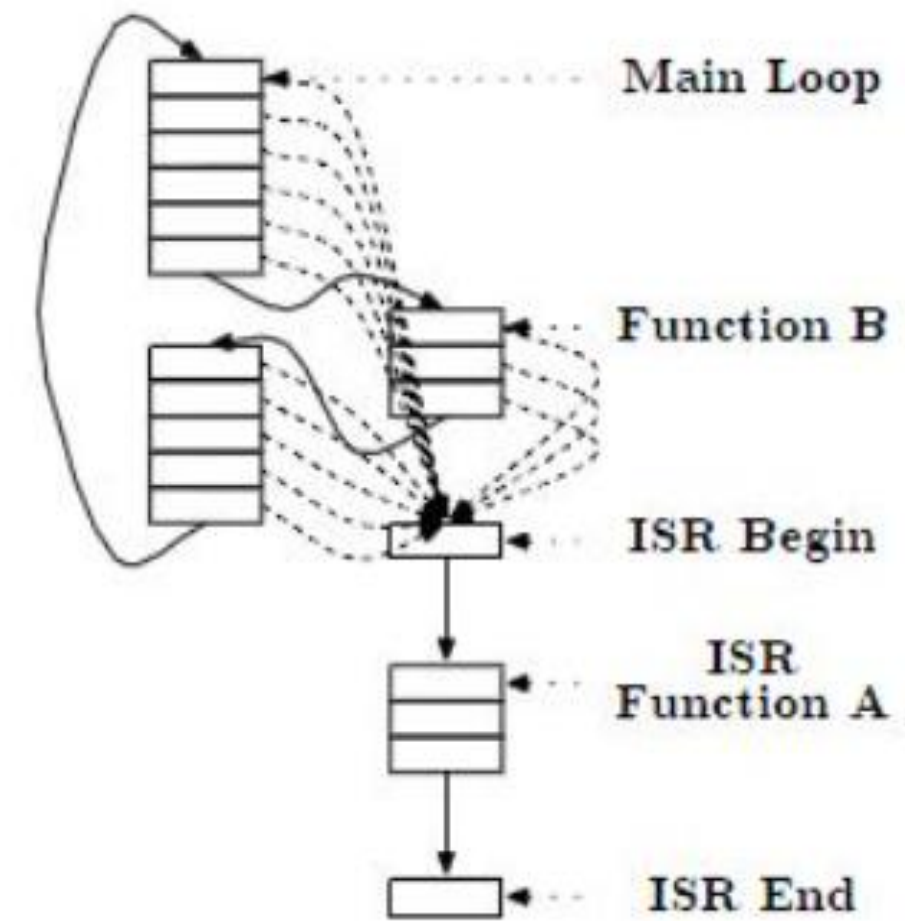 Main Loop
Function B
ISR Begin
ISR
Function A
ISR End